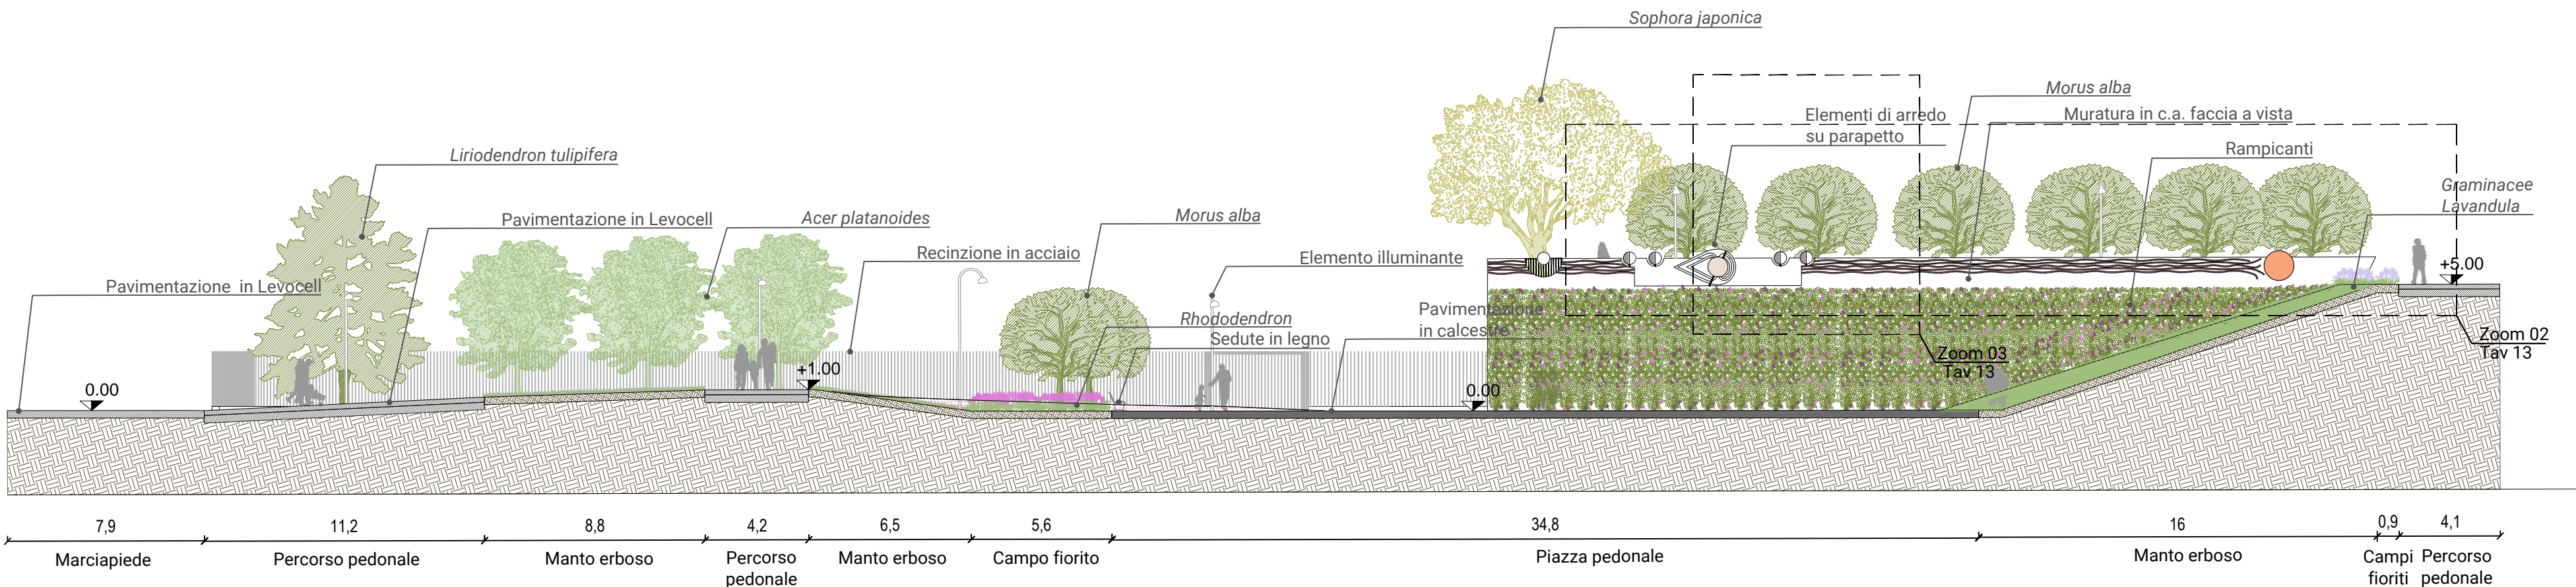 Sophora japonica
Morus alba
Elementi di arredo
su parapetto
Muratura in c.a. faccia a vista
Rampicanti
Liriodendron tulipifera
Graminacee
Lavandula
Pavimentazione in Levocell
Acer platanoides
Morus alba
Recinzione in acciaio
Elemento illuminante
+5.00
Pavimentazione in Levocell
Pavimentazione
in calcestre
Rhododendron
Sedute in legno
Zoom 02
Tav 13
Zoom 03
Tav 13
+1.00
0.00
0.00
7,9
11,2
8,8
4,2
6,5
5,6
34,8
16
0,9
4,1
Marciapiede
Percorso pedonale
Manto erboso
Percorso
pedonale
Manto erboso
Campo fiorito
Piazza pedonale
Manto erboso
Campi
fioriti
Percorso
pedonale